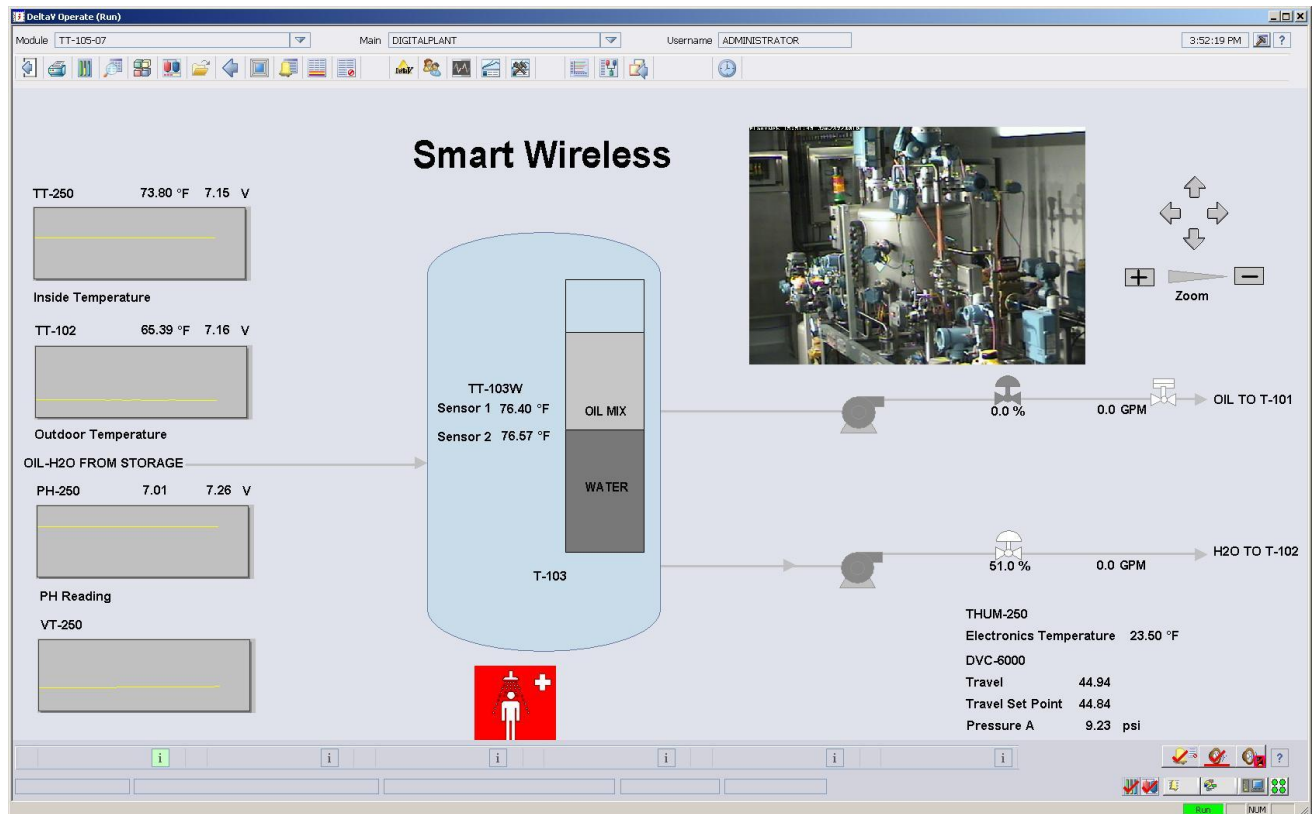 DeltaV Operate (Run)
Module TT-105-07 Main DIGITALPLANT Username ADMINISTRATOR 3:52:19 PM ?
DeltaV
Smart Wireless
TT-250 73.80 °F 7.15 V
Inside Temperature
TT-102 65.39 °F 7.16 V
Outdoor Temperature
OIL-H2O FROM STORAGE
PH-250 7.01 7.26 V
PH Reading
VT-250
TT-103W
Sensor 1 76.40 °F
Sensor 2 76.57 °F
OIL MIX
WATER
T-103
+ −
Zoom
0.0 % 0.0 GPM
OIL TO T-101
51.0 % 0.0 GPM
H2O TO T-102
THUM-250
Electronics Temperature 23.50 °F
DVC-6000
Travel 44.94
Travel Set Point 44.84
Pressure A 9.23 psi
i i i i i i ?
Run NUM